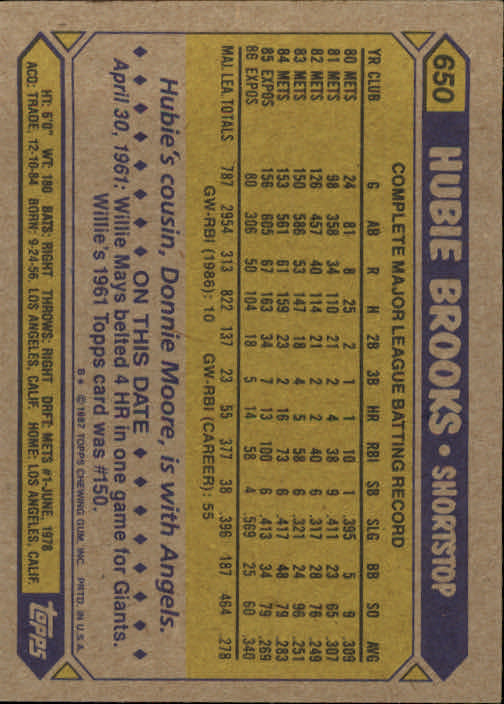 650 HUBIE BROOKS • SHORTSTOP
COMPLETE MAJOR LEAGUE BATTING RECORD
YR CLUB G AB R H 2B 3B HR RBI SB SLG BB SO AVG
80 METS 24 81 8 25 2 1 1 10 1 .395 5 9 .309
81 METS 98 358 34 110 21 2 4 38 9 .411 23 65 .307
82 METS 126 457 40 114 21 2 2 40 6 .317 28 76 .249
83 METS 150 586 53 147 18 4 5 58 6 .321 24 96 .251
84 METS 153 561 61 159 23 2 16 73 6 .417 48 79 .283
85 EXPOS 156 605 67 163 34 7 13 100 6 .413 34 79 .269
86 EXPOS 80 306 50 104 18 5 14 58 4 .569 25 60 .340
MAJ. LEA. TOTALS 787 2954 313 822 137 23 55 377 38 .396 187 464 .278
GW-RBI (1986): 10 GW-RBI (CAREER): 55
Hubie's cousin, Donnie Moore, is with Angels.
◆ ◆ ◆ ◆ ◆ ◆ ◆ ON THIS DATE ◆ ◆ ◆ ◆ ◆ ◆ ◆
April 30, 1961: Willie Mays belted 4 HR in one game for Giants.
Willie's 1961 Topps card was #150.
B* © 1987 TOPPS CHEWING GUM, INC. PRTD. IN U.S.A.
HT: 6'0" WT: 180 BATS: RIGHT THROWS: RIGHT DRFT: METS #1-JUNE, 1978
ACQ: TRADE, 12-10-84 BORN: 9-24-56, LOS ANGELES, CALIF. HOME: LOS ANGELES, CALIF.
topps